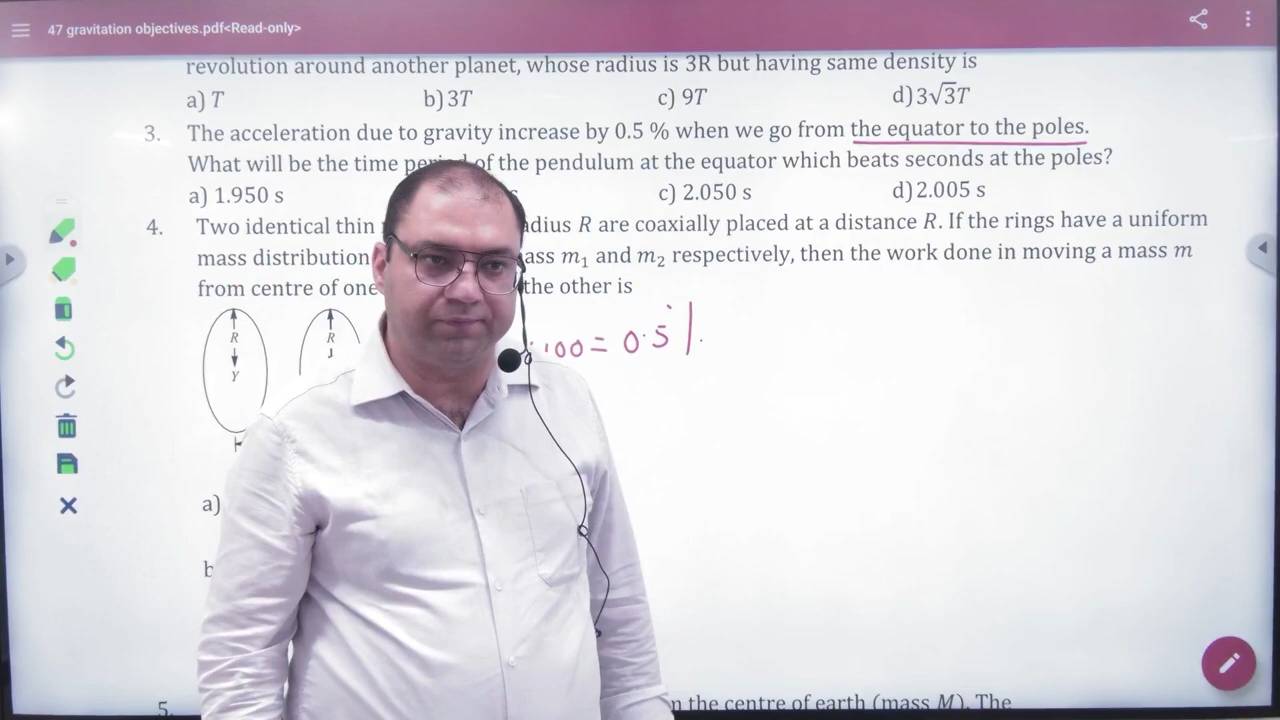 47 gravitation objectives.pdf<Read-only>
revolution around another planet, whose radius is 3R but having same density is
a) T b) 3T c) 9T d) 3√3T
3. The acceleration due to gravity increase by 0.5 % when we go from the equator to the poles.
What will be the time period of the pendulum at the equator which beats seconds at the poles?
a) 1.950 s s c) 2.050 s d) 2.005 s
4. Two identical thin R are coaxially placed at a distance R. If the rings have a uniform
mass distribution m₁ and m₂ respectively, then the work done in moving a mass m
from centre of one the other is
R R
100 = 0.5 %.
Y
a)
b
5. n the centre of earth (mass M). The